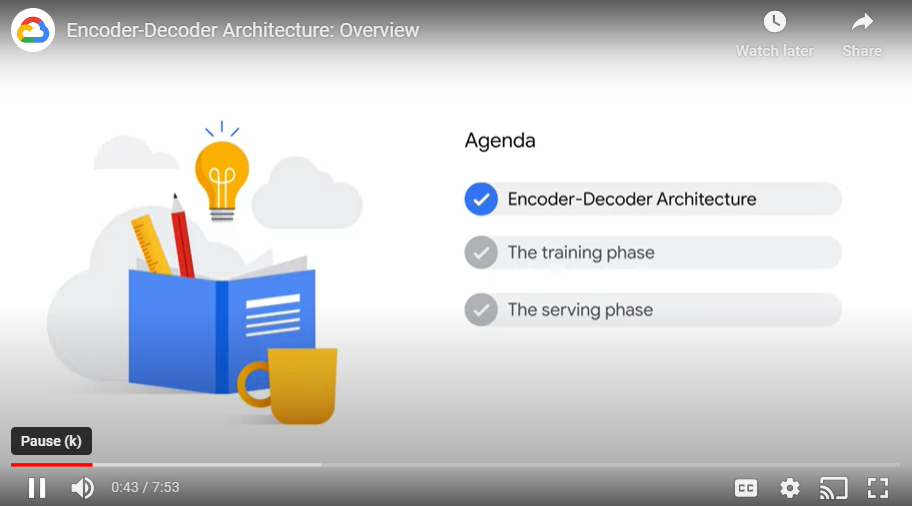 Encoder-Decoder Architecture: Overview
Watch later
Share
Agenda
Encoder-Decoder Architecture
The training phase
The serving phase
Pause (k)
0:43 / 7:53
CC